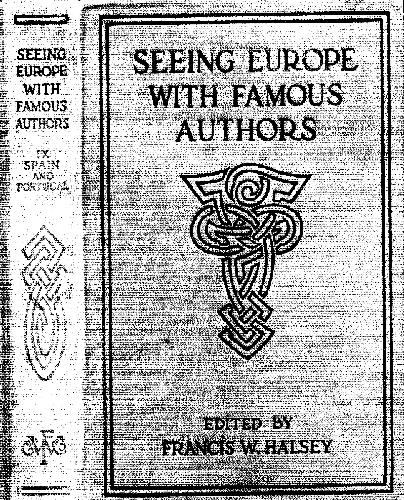 SEEING
EUROPE
WITH
FAMOUS
AUTHORS
IX
SPAIN
AND
PORTUGAL
SEEING EUROPE
WITH FAMOUS
AUTHORS
EDITED BY
FRANCIS W. HALSEY